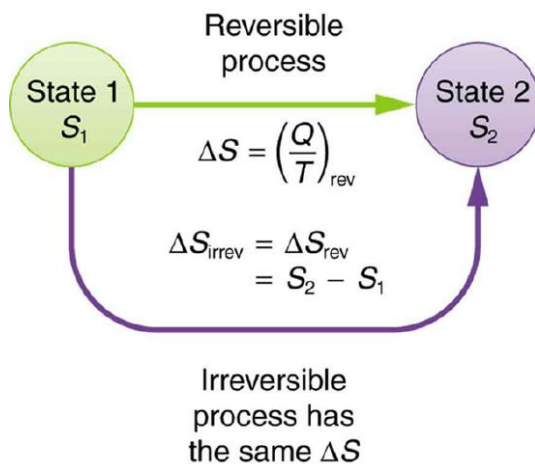 Reversible
process
State 1
S₁
State 2
S₂
ΔS = (Q/T)rev
ΔSirrev = ΔSrev
= S₂ − S₁
Irreversible
process has
the same ΔS